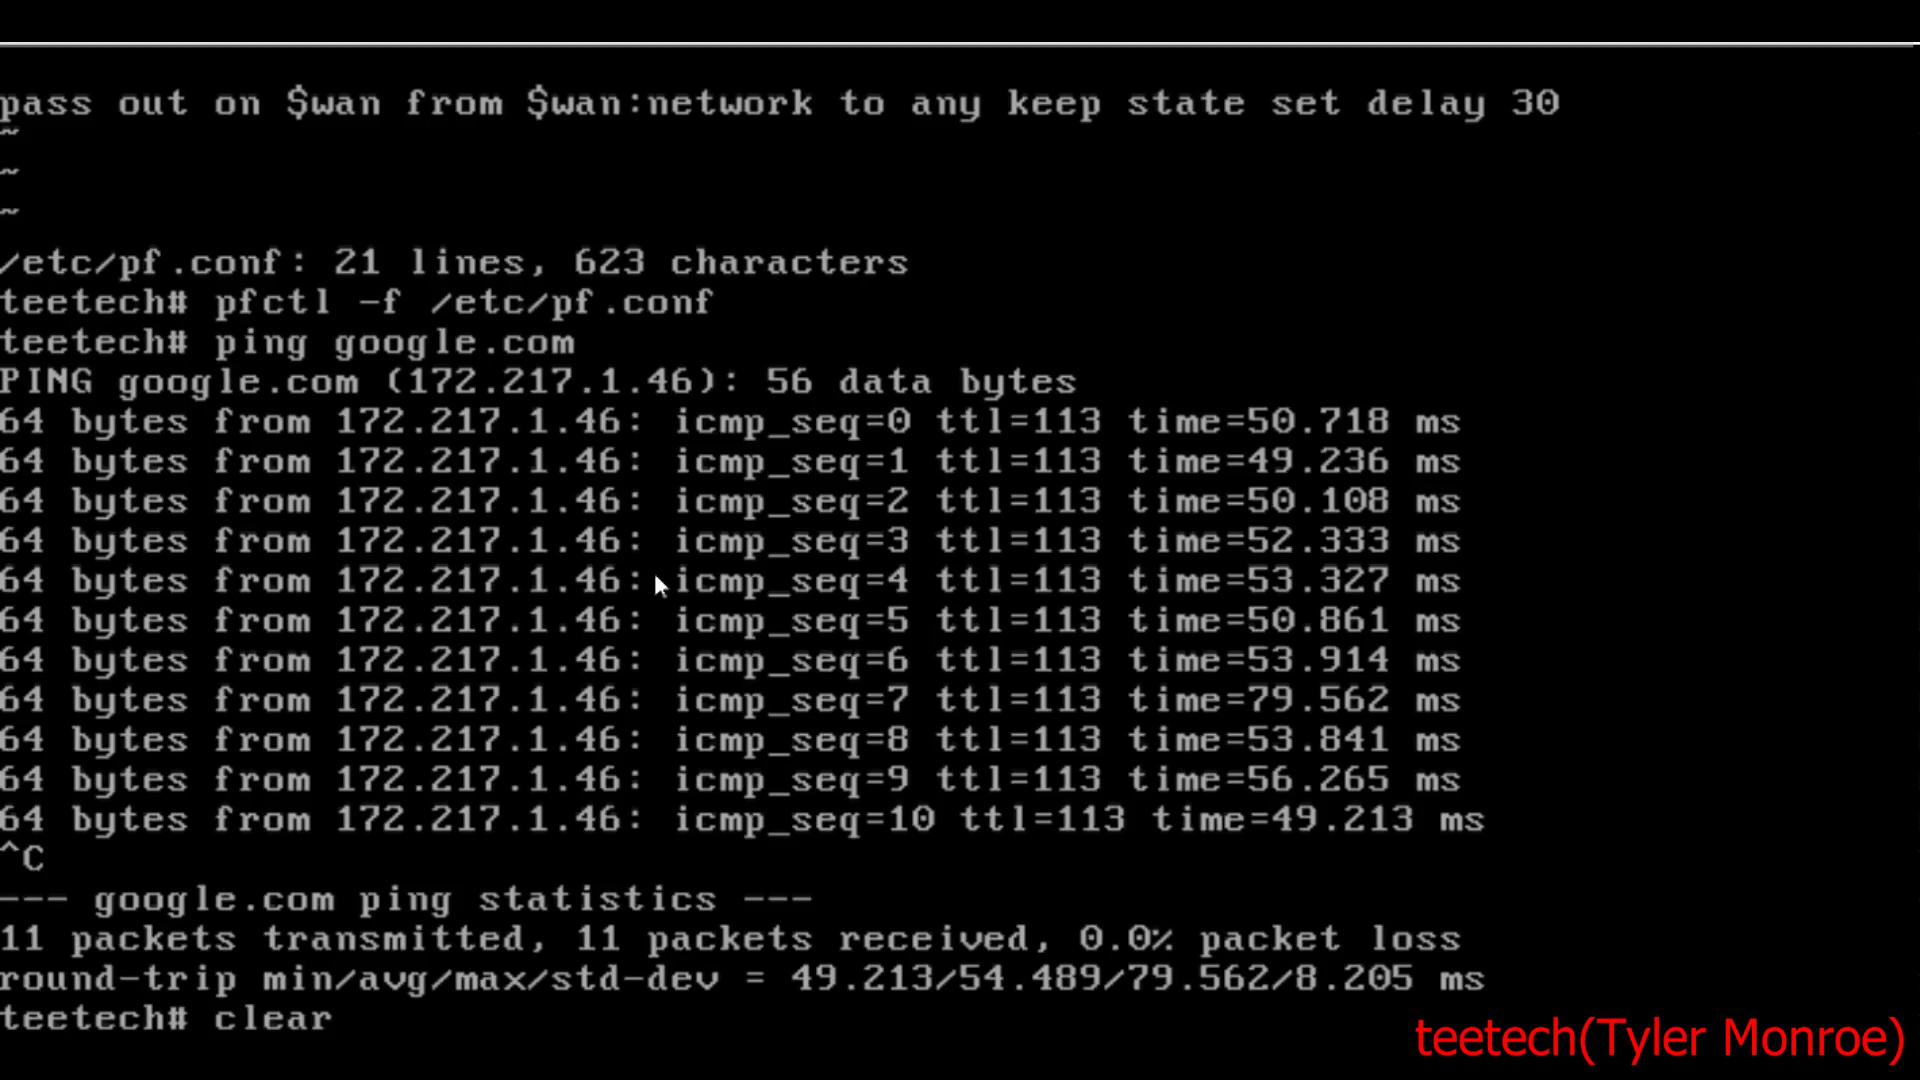 pass out on $wan from $wan:network to any keep state set delay 30
~
~
~
/etc/pf.conf: 21 lines, 623 characters
teetech# pfctl -f /etc/pf.conf
teetech# ping google.com
PING google.com (172.217.1.46): 56 data bytes
64 bytes from 172.217.1.46: icmp_seq=0 ttl=113 time=50.718 ms
64 bytes from 172.217.1.46: icmp_seq=1 ttl=113 time=49.236 ms
64 bytes from 172.217.1.46: icmp_seq=2 ttl=113 time=50.108 ms
64 bytes from 172.217.1.46: icmp_seq=3 ttl=113 time=52.333 ms
64 bytes from 172.217.1.46: icmp_seq=4 ttl=113 time=53.327 ms
64 bytes from 172.217.1.46: icmp_seq=5 ttl=113 time=50.861 ms
64 bytes from 172.217.1.46: icmp_seq=6 ttl=113 time=53.914 ms
64 bytes from 172.217.1.46: icmp_seq=7 ttl=113 time=79.562 ms
64 bytes from 172.217.1.46: icmp_seq=8 ttl=113 time=53.841 ms
64 bytes from 172.217.1.46: icmp_seq=9 ttl=113 time=56.265 ms
64 bytes from 172.217.1.46: icmp_seq=10 ttl=113 time=49.213 ms
^C
--- google.com ping statistics ---
11 packets transmitted, 11 packets received, 0.0% packet loss
round-trip min/avg/max/std-dev = 49.213/54.489/79.562/8.205 ms
teetech# clear
teetech(Tyler Monroe)